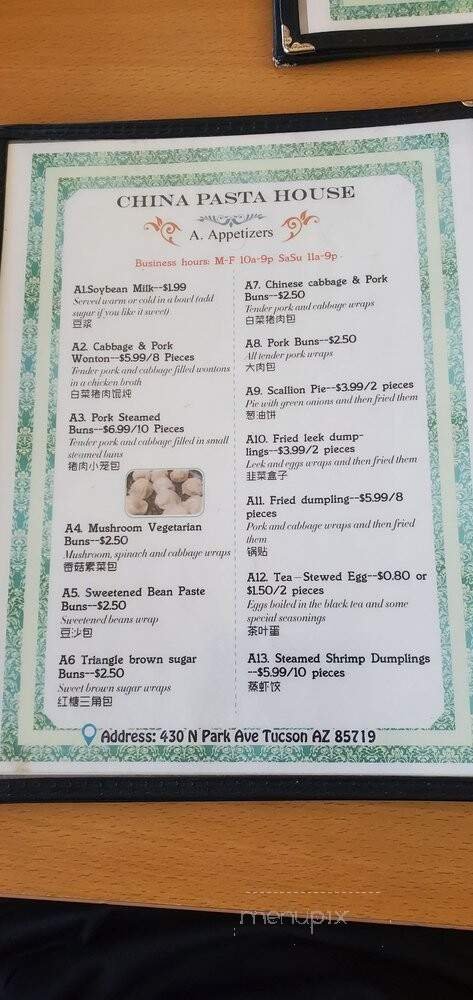 CHINA PASTA HOUSE
A. Appetizers
Business hours: M-F 10a-9p SaSu 11a-9p
A1.Soybean Milk--$1.99
Served warm or cold in a bowl (add
sugar if you like it sweet)
豆浆
A2. Cabbage & Pork
Wonton--$5.99/8 Pieces
Tender pork and cabbage filled wontons
in a chicken broth
白菜猪肉馄炖
A3. Pork Steamed
Buns--$6.99/10 Pieces
Tender pork and cabbage filled in small
steamed buns
猪肉小笼包
A4. Mushroom Vegetarian
Buns--$2.50
Mushroom, spinach and cabbage wraps
香菇素菜包
A5. Sweetened Bean Paste
Buns--$2.50
Sweetened beans wrap
豆沙包
A6 Triangle brown sugar
Buns--$2.50
Sweet brown sugar wraps
红糖三角包
A7. Chinese cabbage & Pork
Buns--$2.50
Tender pork and cabbage wraps
白菜猪肉包
A8. Pork Buns--$2.50
All tender pork wraps
大肉包
A9. Scallion Pie--$3.99/2 pieces
Pie with green onions and then fried them
葱油饼
A10. Fried leek dump-
lings--$3.99/2 pieces
Leek and eggs wraps and then fried them
韭菜盒子
A11. Fried dumpling--$5.99/8
pieces
Pork and cabbage wraps and then fried
them
锅贴
A12. Tea-Stewed Egg--$0.80 or
$1.50/2 pieces
Eggs boiled in the black tea and some
special seasonings
茶叶蛋
A13. Steamed Shrimp Dumplings
--$5.99/10 pieces
蒸虾饺
Address: 430 N Park Ave Tucson AZ 85719
menupix